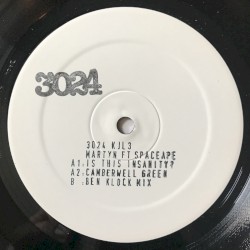 3024
3024 KJL3
MARTYN FT SPACEAPE
A1.IS THIS INSANITY?
A2.CAMBERWELL GREEN
B .BEN KLOCK MIX